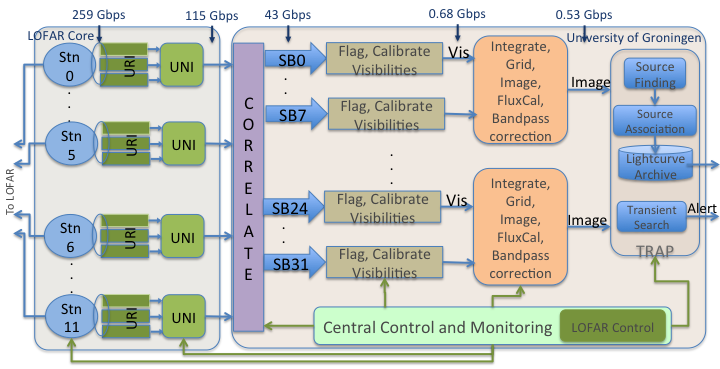 259 Gbps
115 Gbps
43 Gbps
0.68 Gbps
0.53 Gbps
LOFAR Core
University of Groningen
Stn
0
URI
UNI
Stn
5
URI
UNI
Stn
6
URI
UNI
Stn
11
URI
UNI
To LOFAR
CORRELATE
SB0
Flag, Calibrate
Visibilities
Vis
SB7
Flag, Calibrate
Visibilities
Integrate,
Grid,
Image,
FluxCal,
Bandpass
correction
Image
SB24
Flag, Calibrate
Visibilities
Vis
SB31
Flag, Calibrate
Visibilities
Integrate,
Grid,
Image,
FluxCal,
Bandpass
correction
Image
Source
Finding
Source
Association
Lightcurve
Archive
Transient
Search
Alert
TRAP
Central Control and Monitoring
LOFAR Control